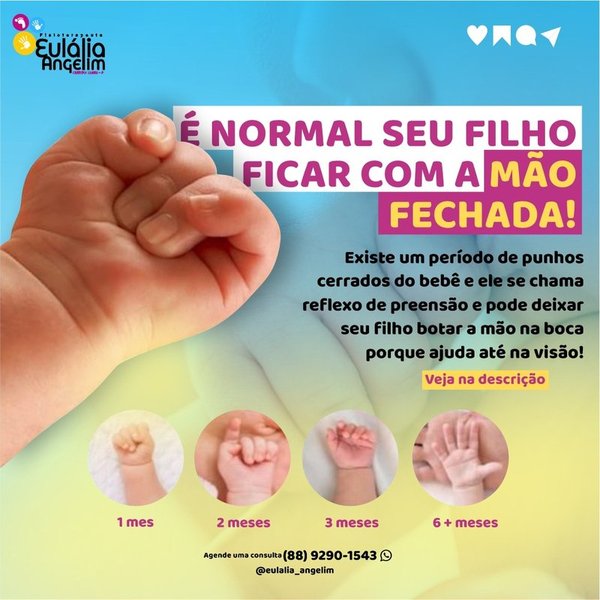 Fisioterapeuta
Eulália
Angelim
É NORMAL SEU FILHO
FICAR COM A MÃO
FECHADA!
Existe um período de punhos
cerrados do bebê e ele se chama
reflexo de preensão e pode deixar
seu filho botar a mão na boca
porque ajuda até na visão!
Veja na descrição
1 mes
2 meses
3 meses
6 + meses
Agende uma consulta (88) 9290-1543
@eulalia_angelim